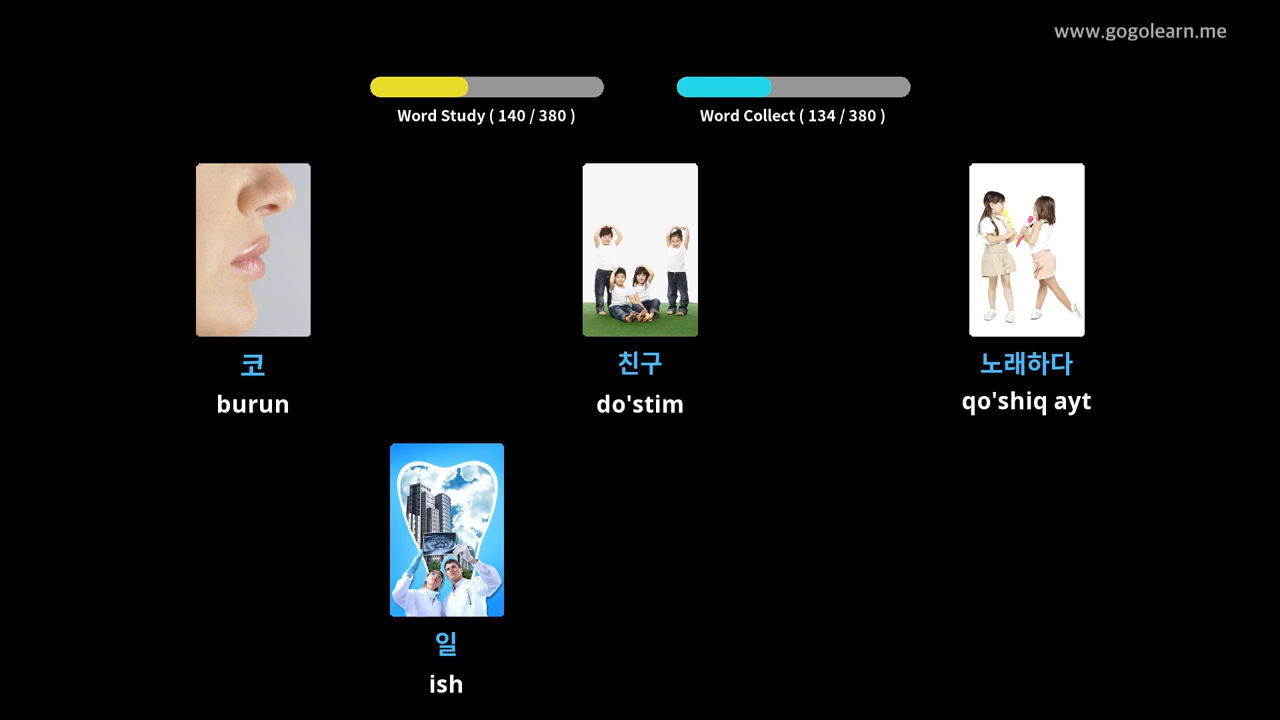 www.gogolearn.me
Word Study ( 140 / 380 )
Word Collect ( 134 / 380 )
코
burun
친구
do'stim
노래하다
qo'shiq ayt
일
ish